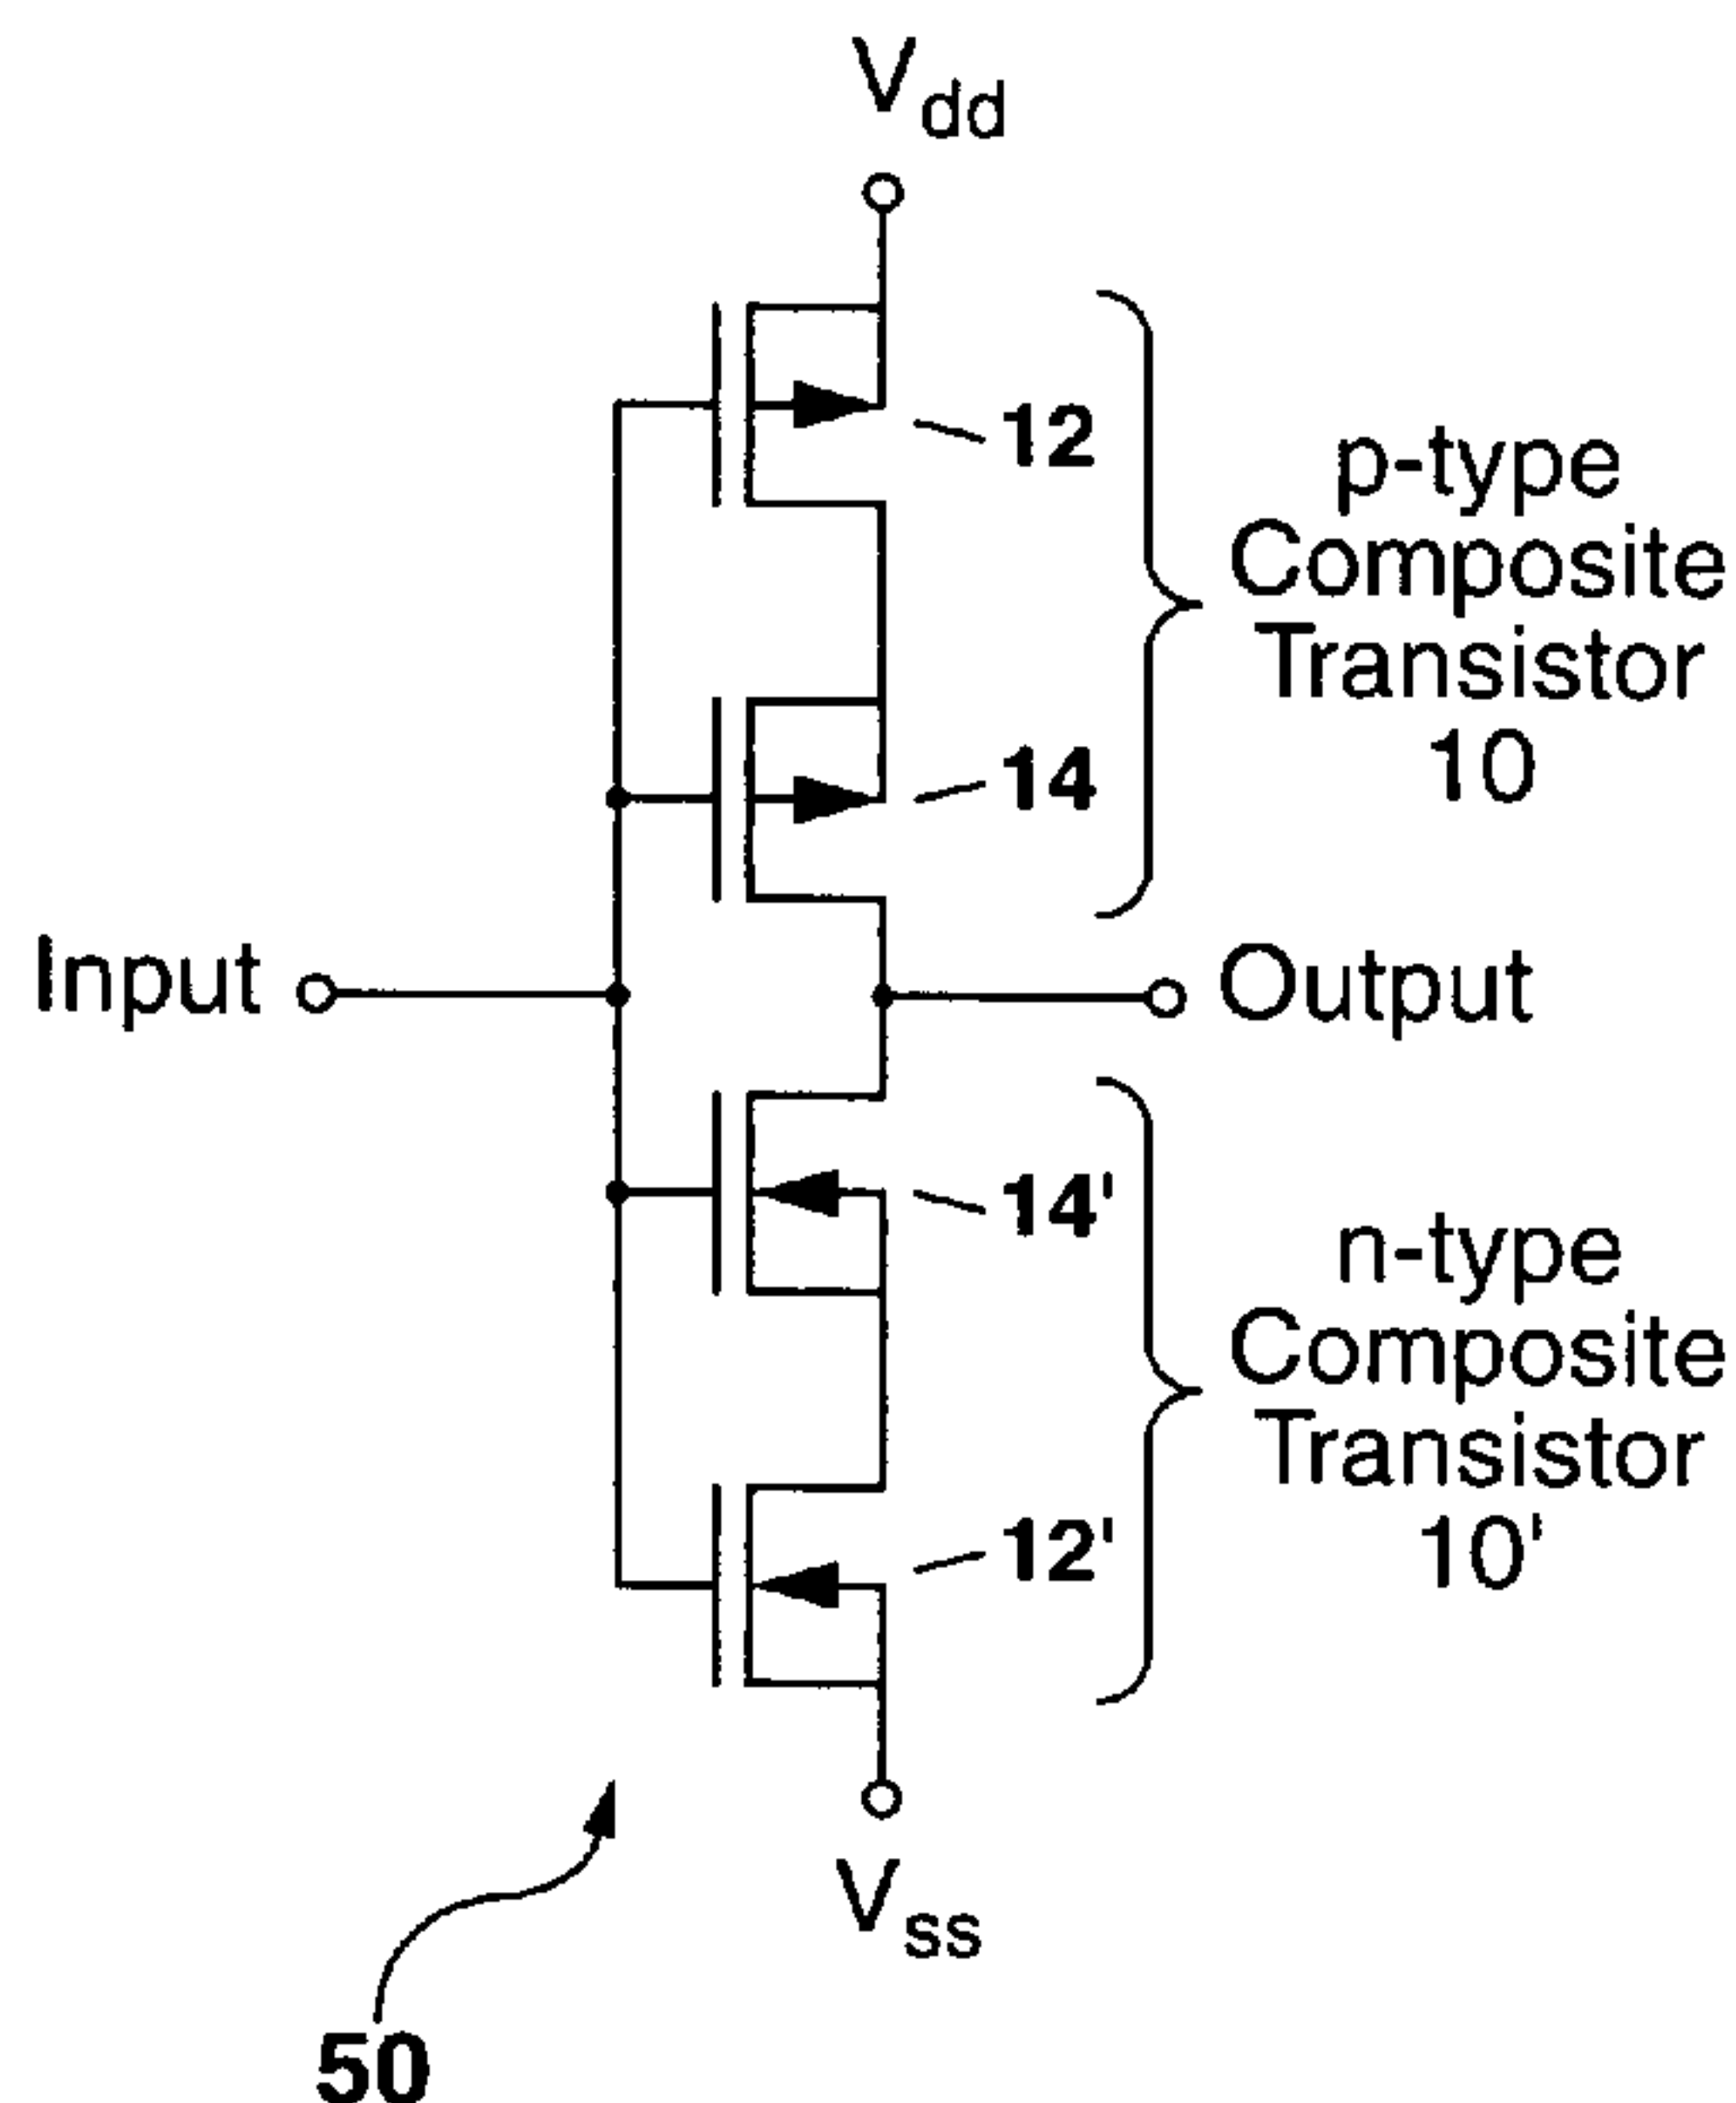 Vdd
12
p-type
Composite
Transistor
10
14
Input
Output
14'
n-type
Composite
Transistor
10'
12'
Vss
50